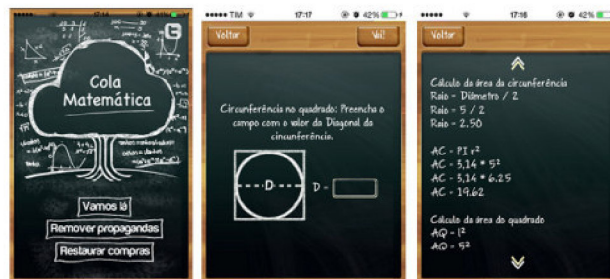 41%
Cola
Matemática
Vamos lá
Remover propagandas
Restaurar compras
TIM 17:17 42%
Voltar
Vai!
Circunferência no quadrado: Preencha o
campo com o valor da Diagonal da
circunferência.
D
D =
17:18 42%
Voltar
Cálculo da área da circunferência
Raio = Diâmetro / 2
Raio = 5 / 2
Raio = 2.50
AC = PI r²
AC = 3,14 * 5²
AC = 3,14 * 6.25
AC = 19.62
Cálculo da área do quadrado
AQ = l²
AQ = 5²